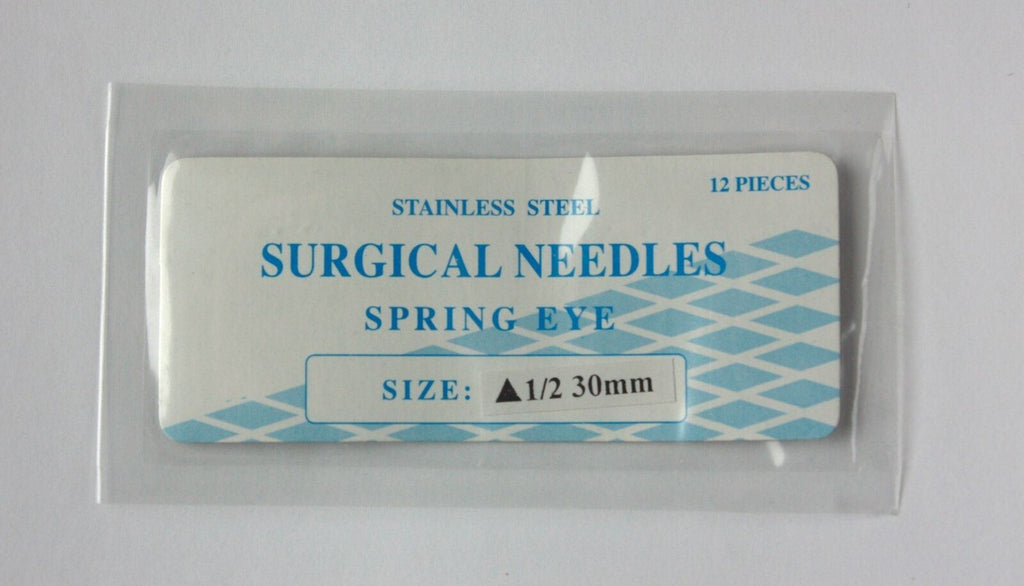 12 PIECES
STAINLESS STEEL
SURGICAL NEEDLES
SPRING EYE
SIZE: ▲1/2 30mm